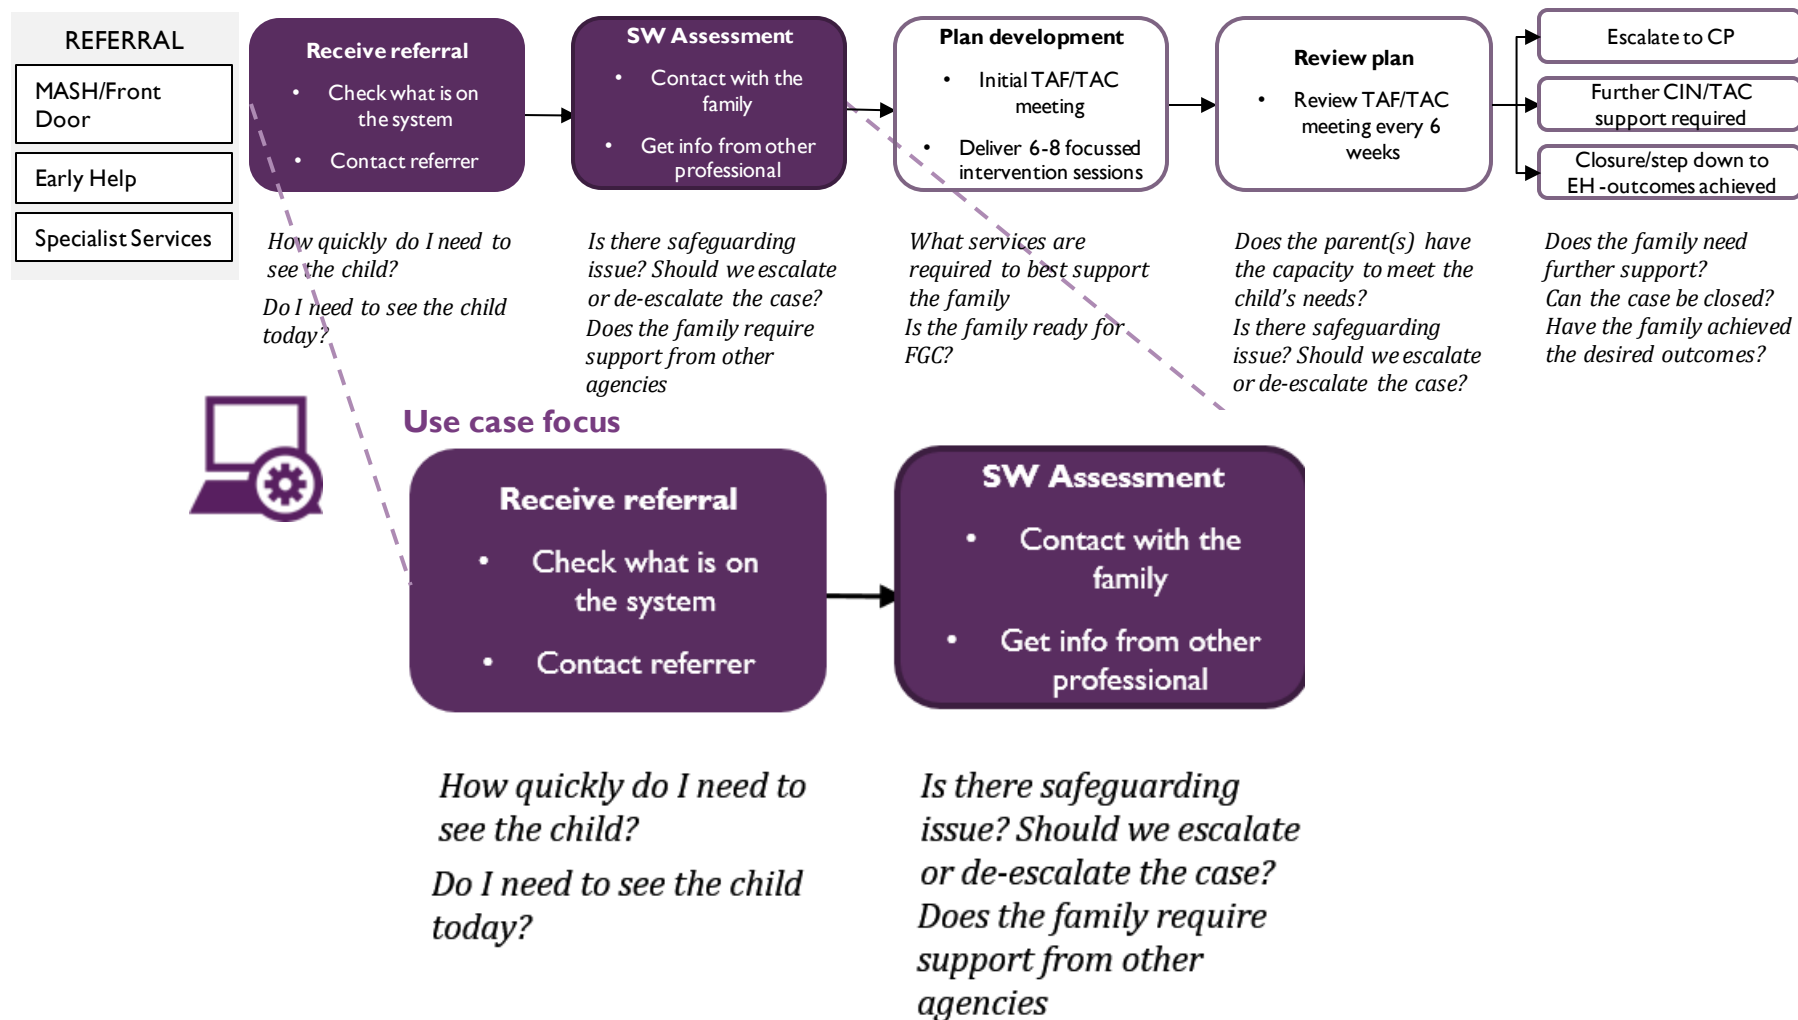 REFERRAL
MASH/Front
Door
Early Help
Specialist Services
Receive referral
• Check what is on
the system
• Contact referrer
How quickly do I need to
see the child?
Do I need to see the child
today?
SW Assessment
• Contact with the
family
• Get info from other
professional
Is there safeguarding
issue? Should we escalate
or de-escalate the case?
Does the family require
support from other
agencies
Plan development
• Initial TAF/TAC
meeting
• Deliver 6-8 focussed
intervention sessions
What services are
required to best support
the family
Is the family ready for
FGC?
Review plan
• Review TAF/TAC
meeting every 6
weeks
Does the parent(s) have
the capacity to meet the
child's needs?
Is there safeguarding
issue? Should we escalate
or de-escalate the case?
Escalate to CP
Further CIN/TAC
support required
Closure/step down to
EH -outcomes achieved
Does the family need
further support?
Can the case be closed?
Have the family achieved
the desired outcomes?
Use case focus
Receive referral
• Check what is on
the system
• Contact referrer
How quickly do I need to
see the child?
Do I need to see the child
today?
SW Assessment
• Contact with the
family
• Get info from other
professional
Is there safeguarding
issue? Should we escalate
or de-escalate the case?
Does the family require
support from other
agencies